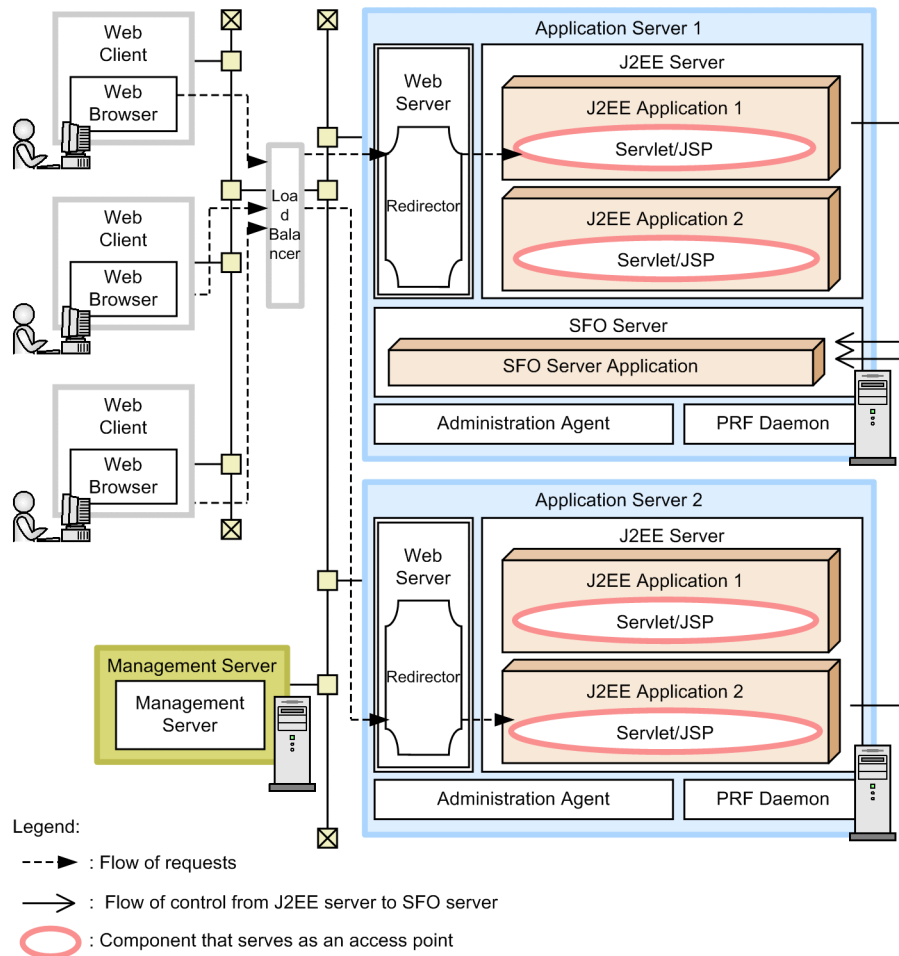 Web
Client
Web
Browser
Web
Client
Web
Browser
Web
Client
Web
Browser
Loa
d
Bala
ncer
Application Server 1
Web
Server
Redirector
J2EE Server
J2EE Application 1
Servlet/JSP
J2EE Application 2
Servlet/JSP
SFO Server
SFO Server Application
Administration Agent
PRF Daemon
Application Server 2
Web
Server
Redirector
J2EE Server
J2EE Application 1
Servlet/JSP
J2EE Application 2
Servlet/JSP
Administration Agent
PRF Daemon
Management Server
Management
Server
Legend:
: Flow of requests
: Flow of control from J2EE server to SFO server
: Component that serves as an access point